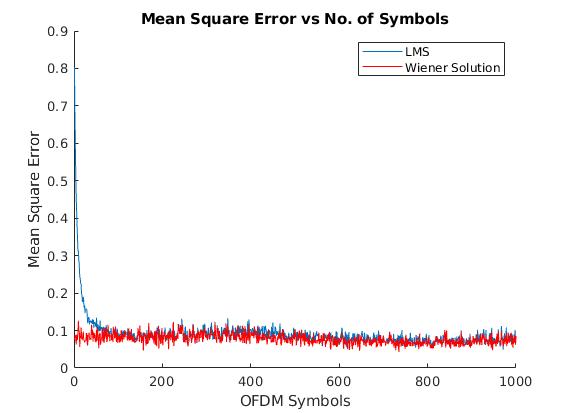 Mean Square Error vs No. of Symbols
LMS
Wiener Solution
Mean Square Error
0.9
0.8
0.7
0.6
0.5
0.4
0.3
0.2
0.1
0
0 200 400 600 800 1000
OFDM Symbols